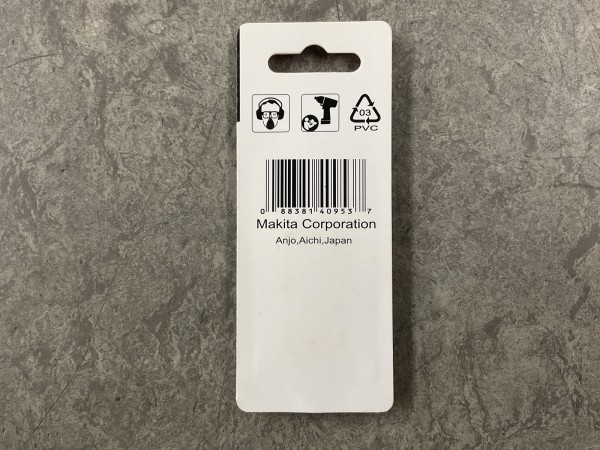 03
PVC
0 88381 40953 7
Makita Corporation
Anjo,Aichi,Japan